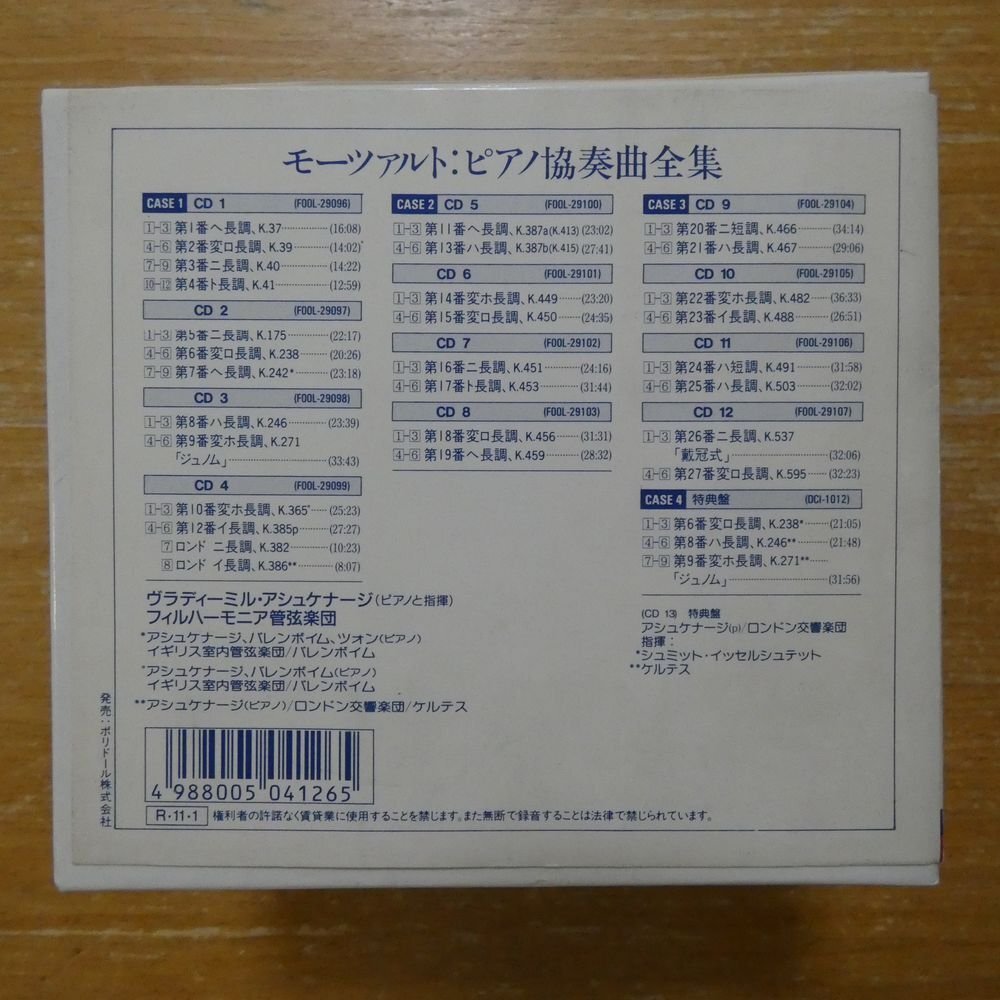 モーツァルト:ピアノ協奏曲全集
CASE 1 CD 1 (FOOL-29096)
1-3 第1番ヘ長調、K.37 (16:08)
4-6 第2番変ロ長調、K.39 (14:02)
7-9 第3番ニ長調、K.40 (14:22)
10-12 第4番ト長調、K.41 (12:59)
CD 2 (FOOL-29097)
1-3 第5番ニ長調、K.175 (22:17)
4-6 第6番変ロ長調、K.238 (20:26)
7-9 第7番ヘ長調、K.242* (23:18)
CD 3 (FOOL-29098)
1-3 第8番ハ長調、K.246 (23:39)
4-6 第9番変ホ長調、K.271
「ジュノム」 (33:43)
CD 4 (FOOL-29099)
1-3 第10番変ホ長調、K.365* (25:23)
4-6 第12番イ長調、K.385p (27:27)
7 ロンド ニ長調、K.382 (10:23)
8 ロンド イ長調、K.386** (8:07)
ヴラディーミル・アシュケナージ(ピアノと指揮)
フィルハーモニア管弦楽団
*アシュケナージ、バレンボイム、ツォン(ピアノ)
イギリス室内管弦楽団/バレンボイム
*アシュケナージ、バレンボイム(ピアノ)
イギリス室内管弦楽団/バレンボイム
**アシュケナージ(ピアノ)/ロンドン交響楽団/ケルテス
CASE 2 CD 5 (FOOL-29100)
1-3 第11番ヘ長調、K.387a(K.413) (23:02)
4-6 第13番ハ長調、K.387b(K.415) (27:41)
CD 6 (FOOL-29101)
1-3 第14番変ホ長調、K.449 (23:20)
4-6 第15番変ロ長調、K.450 (24:35)
CD 7 (FOOL-29102)
1-3 第16番ニ長調、K.451 (24:16)
4-6 第17番ト長調、K.453 (31:44)
CD 8 (FOOL-29103)
1-3 第18番変ロ長調、K.456 (31:31)
4-6 第19番ヘ長調、K.459 (28:32)
CASE 3 CD 9 (FOOL-29104)
1-3 第20番ニ短調、K.466 (34:14)
4-6 第21番ハ長調、K.467 (29:06)
CD 10 (FOOL-29105)
1-3 第22番変ホ長調、K.482 (36:33)
4-6 第23番イ長調、K.488 (26:51)
CD 11 (FOOL-29106)
1-3 第24番ハ短調、K.491 (31:58)
4-6 第25番ハ長調、K.503 (32:02)
CD 12 (FOOL-29107)
1-3 第26番ニ長調、K.537
「戴冠式」 (32:06)
4-6 第27番変ロ長調、K.595 (32:23)
CASE 4 特典盤 (DCI-1012)
1-3 第6番変ロ長調、K.238* (21:05)
4-6 第8番ハ長調、K.246** (21:48)
7-9 第9番変ホ長調、K.271**
「ジュノム」 (31:56)
(CD 13) 特典盤
アシュケナージ(p)/ロンドン交響楽団
指揮:
*シュミット・イッセルシュテット
**ケルテス
発売:ポリドール株式会社
4 988005 041265
R・11・1 権利者の許諾なく賃貸業に使用することを禁じます。また無断で録音することは法律で禁じられています。